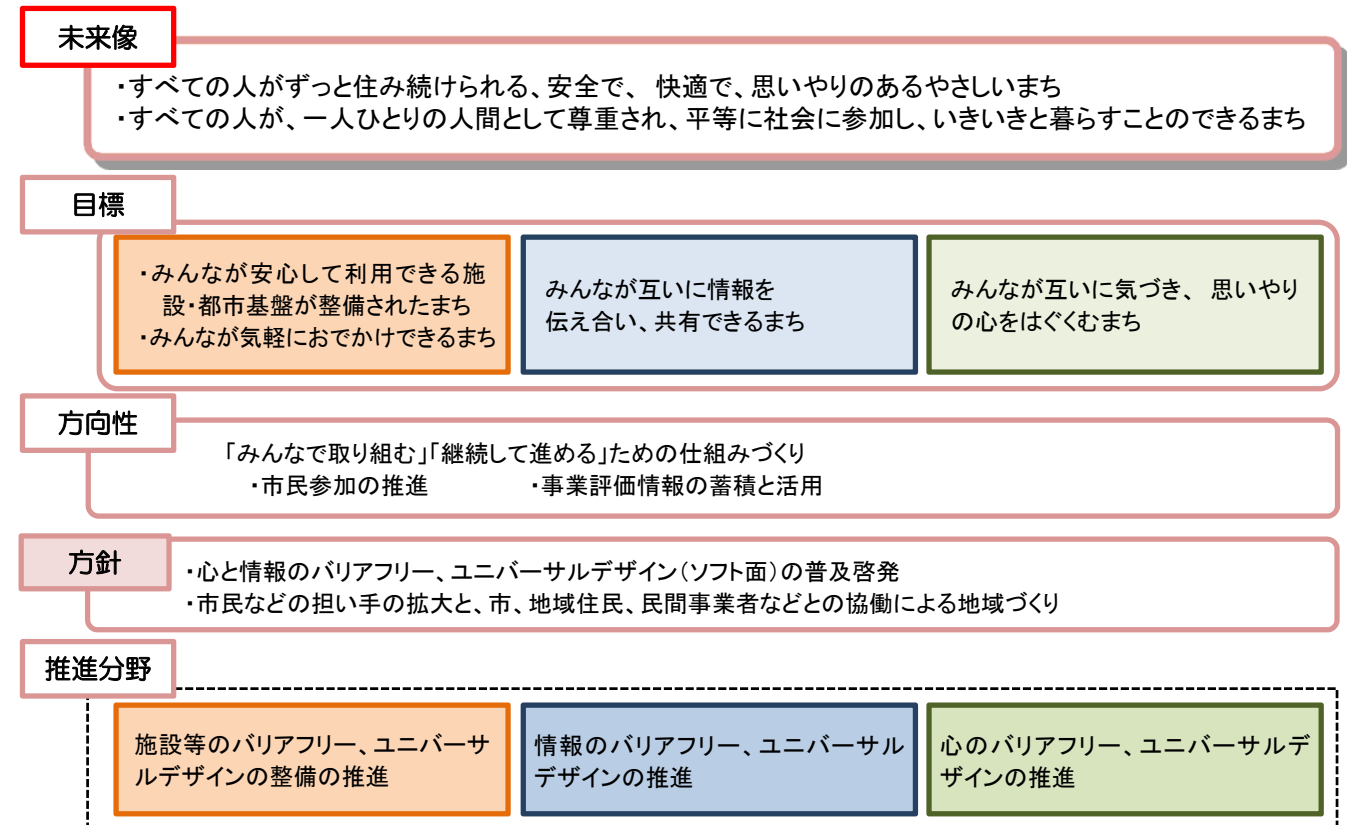 未来像
・すべての人がずっと住み続けられる、安全で、 快適で、思いやりのあるやさしいまち
・すべての人が、一人ひとりの人間として尊重され、平等に社会に参加し、いきいきと暮らすことのできるまち
目標
・みんなが安心して利用できる施
設・都市基盤が整備されたまち
・みんなが気軽におでかけできるまち
みんなが互いに情報を
伝え合い、共有できるまち
みんなが互いに気づき、 思いやり
の心をはぐくむまち
方向性
「みんなで取り組む」「継続して進める」ための仕組みづくり
・市民参加の推進 ・事業評価情報の蓄積と活用
方針
・心と情報のバリアフリー、ユニバーサルデザイン(ソフト面)の普及啓発
・市民などの担い手の拡大と、市、地域住民、民間事業者などとの協働による地域づくり
推進分野
施設等のバリアフリー、ユニバーサ
ルデザインの整備の推進
情報のバリアフリー、ユニバーサル
デザインの推進
心のバリアフリー、ユニバーサルデ
ザインの推進